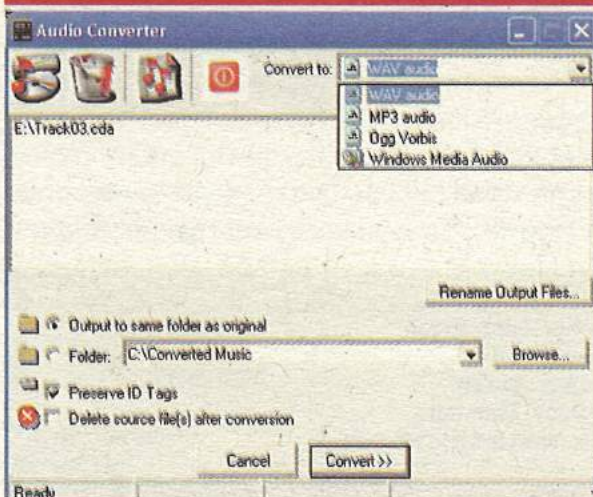 Audio Converter
Convert to: WAV audio
WAV audio
MP3 audio
Ogg Vorbis
Windows Media Audio
E:\Track03.cda
Rename Output Files...
Output to same folder as original
Folder: C:\Converted Music Browse...
Preserve ID Tags
Delete source file(s) after conversion
Cancel Convert >>
Ready